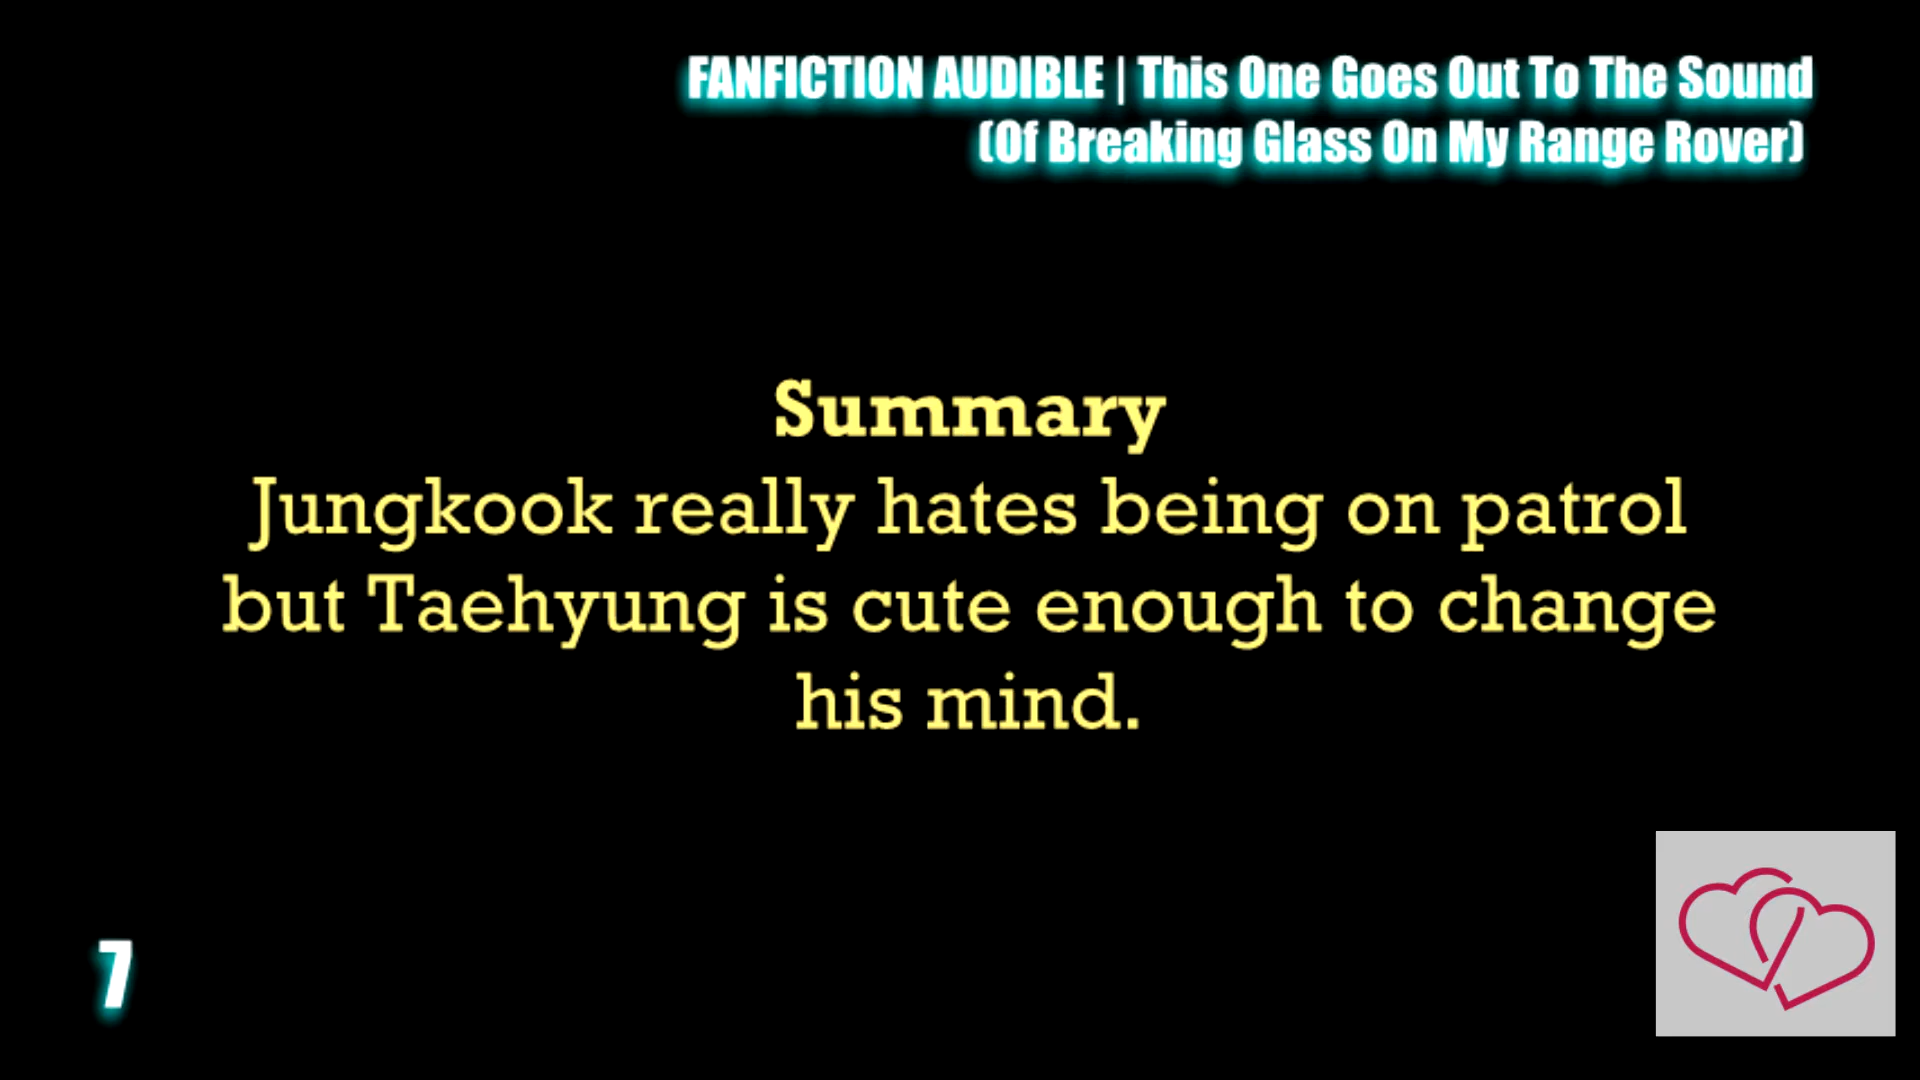 FANFICTION AUDIBLE | This One Goes Out To The Sound
(Of Breaking Glass On My Range Rover)
Summary
Jungkook really hates being on patrol
but Taehyung is cute enough to change
his mind.
7